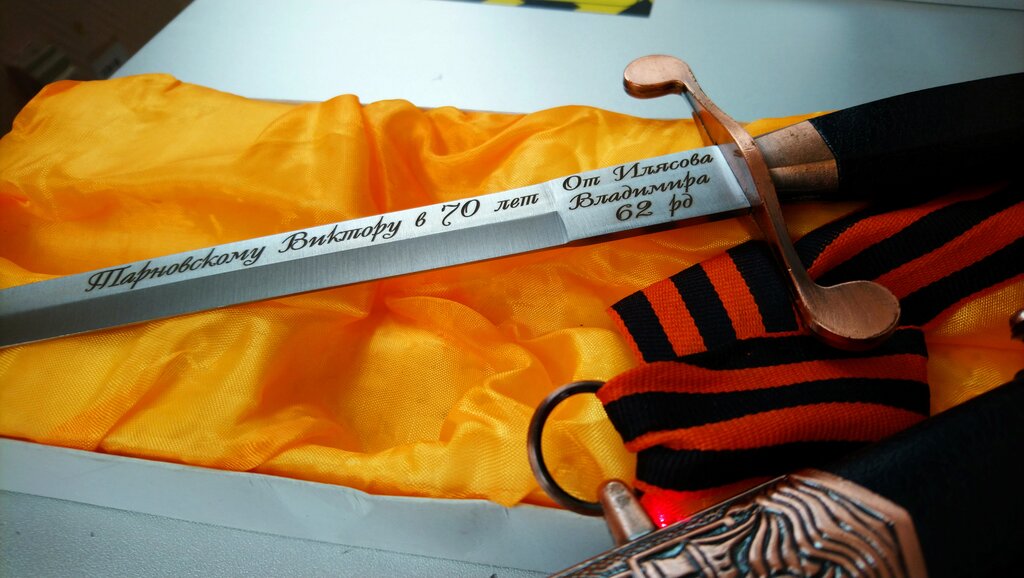 Тарновскому Виктору в 70 лет
От Илясова
Владимира
62 рд